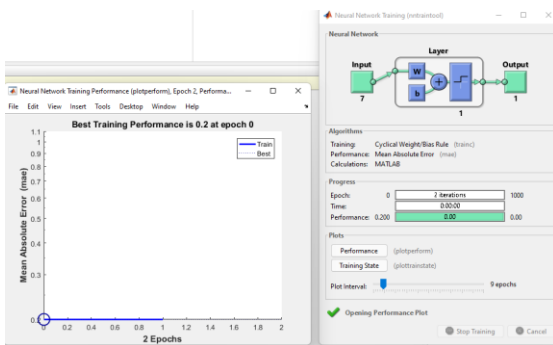 Neural Network Training Performance (plotperform), Epoch 2, Performa...
File Edit View Insert Tools Desktop Window Help
Best Training Performance is 0.2 at epoch 0
1.1
1
0.9
0.8
0.7
0.6
0.5
0.4
0.3
0.2
Mean Absolute Error (mae)
Train
Best
0 0.2 0.4 0.6 0.8 1 1.2 1.4 1.6 1.8 2
2 Epochs
Neural Network Training (nntraintool)
Neural Network
Layer
Input
Output
W
b
+
7
1
1
Algorithms
Training: Cyclical Weight/Bias Rule (trainc)
Performance: Mean Absolute Error (mae)
Calculations: MATLAB
Progress
Epoch: 0 2 iterations 1000
Time: 0:00:00
Performance: 0.200 0.00 0.00
Plots
Performance (plotperform)
Training State (plottrainstate)
Plot Interval: 9 epochs
Opening Performance Plot
Stop Training Cancel